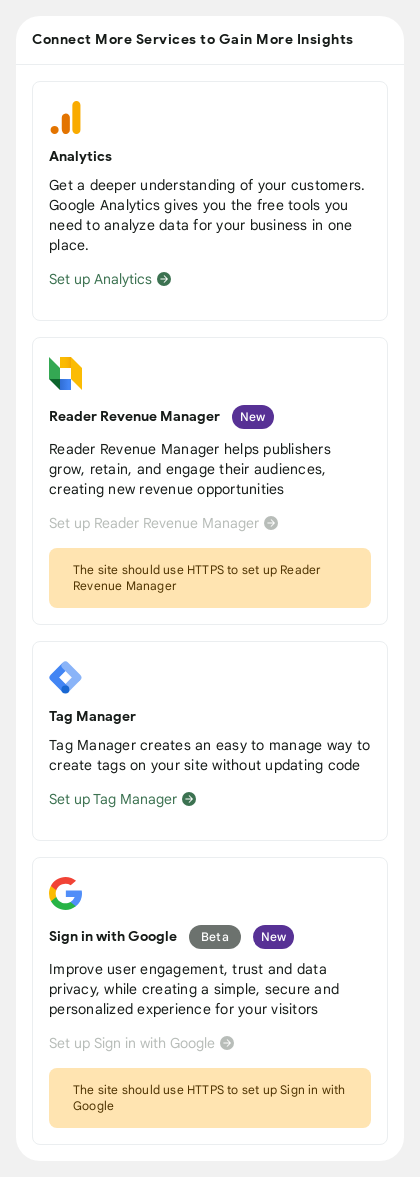 Connect More Services to Gain More Insights
Analytics
Get a deeper understanding of your customers.
Google Analytics gives you the free tools you
need to analyze data for your business in one
place.
Set up Analytics
Reader Revenue Manager New
Reader Revenue Manager helps publishers
grow, retain, and engage their audiences,
creating new revenue opportunities
Set up Reader Revenue Manager
The site should use HTTPS to set up Reader
Revenue Manager
Tag Manager
Tag Manager creates an easy to manage way to
create tags on your site without updating code
Set up Tag Manager
Sign in with Google Beta New
Improve user engagement, trust and data
privacy, while creating a simple, secure and
personalized experience for your visitors
Set up Sign in with Google
The site should use HTTPS to set up Sign in with
Google